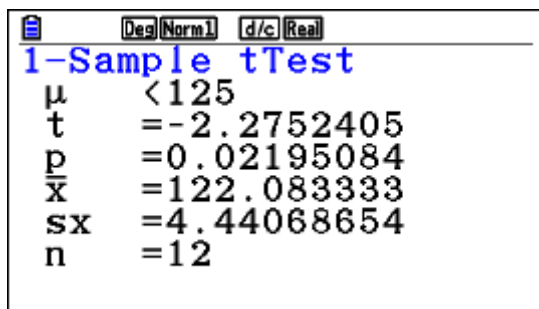 Deg Norm1 d/c Real
1-Sample tTest
μ <125
t =-2.2752405
p =0.02195084
x̄ =122.083333
sx =4.44068654
n =12